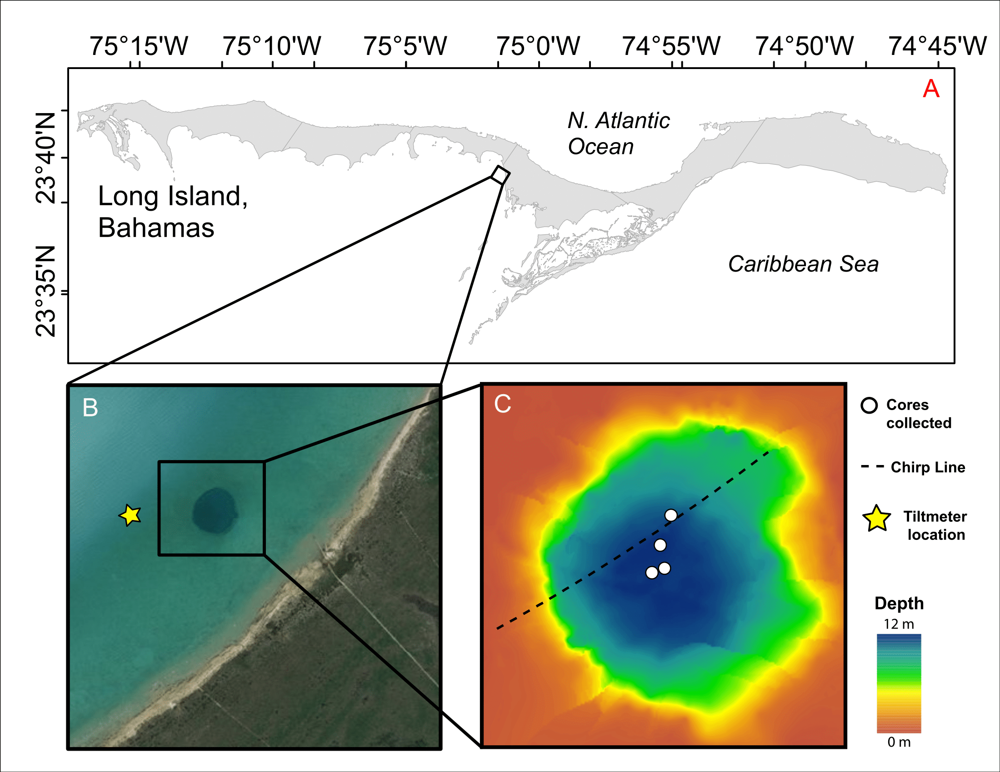 75°15'W 75°10'W 75°5'W 75°0'W 74°55'W 74°50'W 74°45'W
A
23°40'N
23°35'N
N. Atlantic
Ocean
Long Island,
Bahamas
Caribbean Sea
B
C
Cores
collected
Chirp Line
Tiltmeter
location
Depth
12 m
0 m